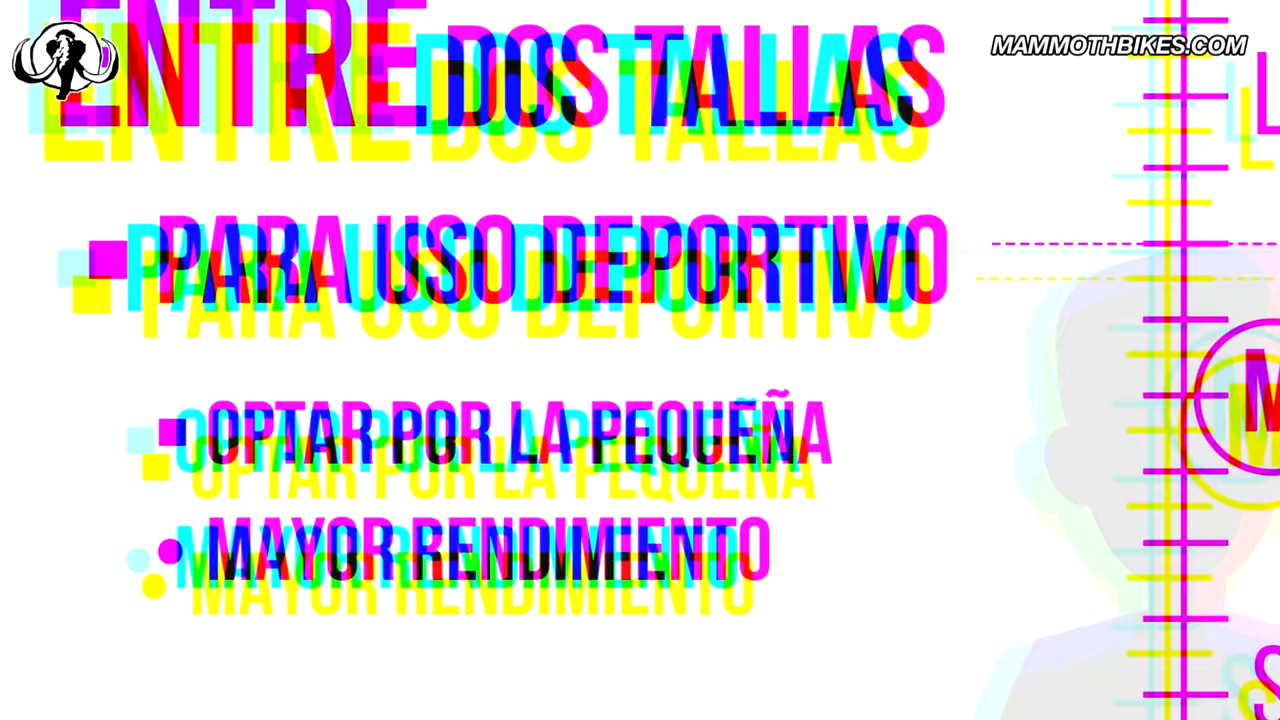 MAMMOTHBIKES.COM
ENTRE DOS TALLAS
L
PARA USO DEPORTIVO
M
OPTAR POR LA PEQUEÑA
MAYOR RENDIMIENTO
S